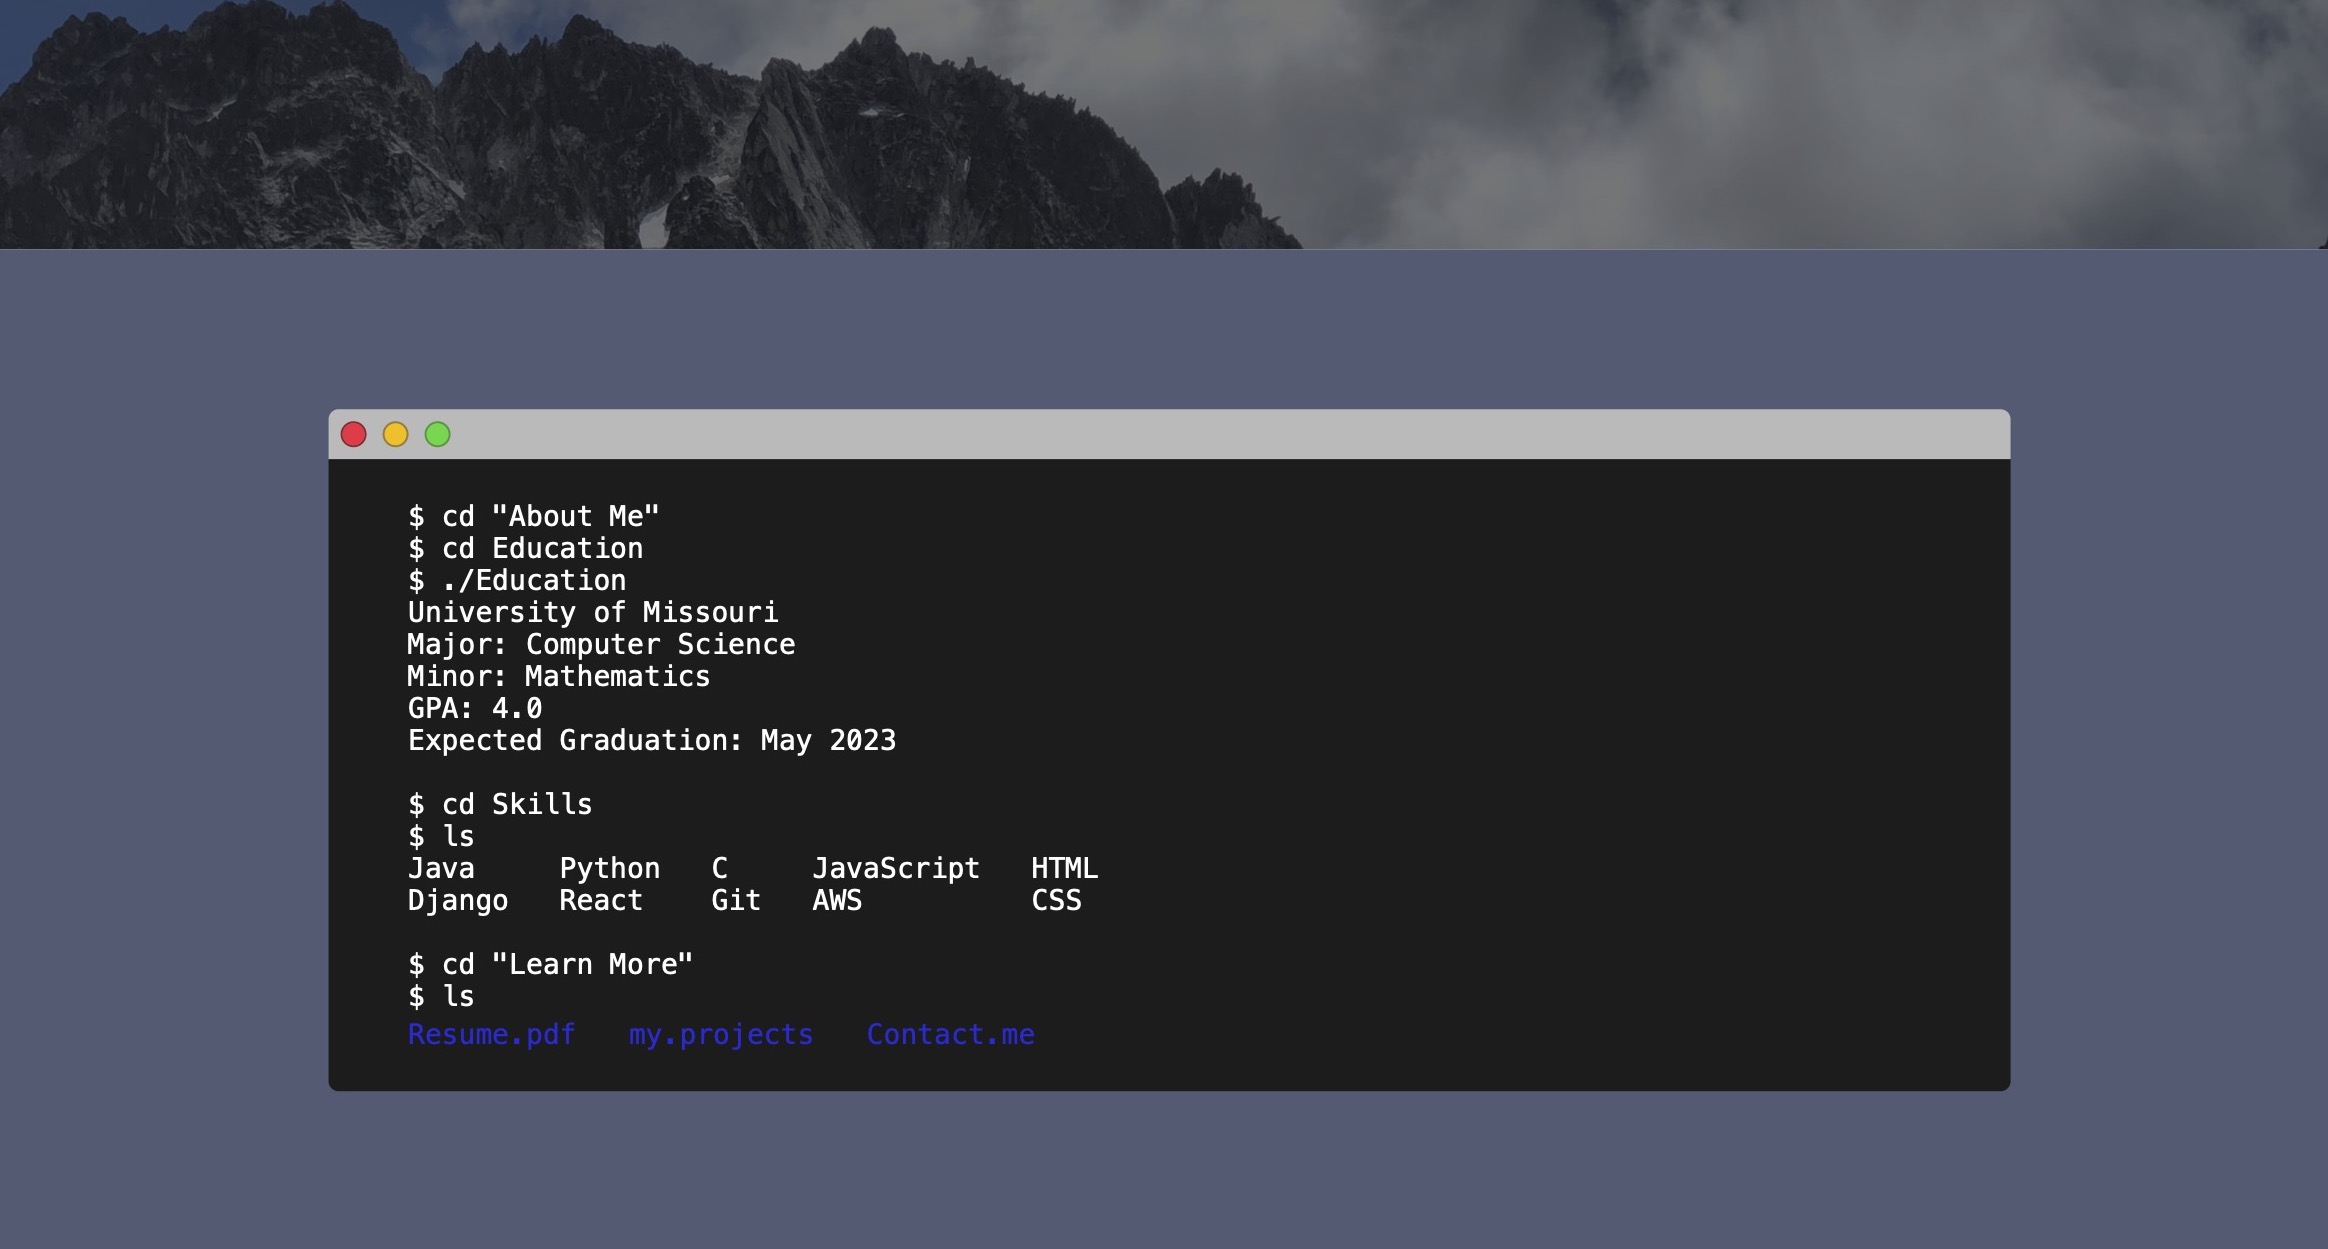 $ cd "About Me"
$ cd Education
$ ./Education
University of Missouri
Major: Computer Science
Minor: Mathematics
GPA: 4.0
Expected Graduation: May 2023
$ cd Skills
$ ls
Java Python C JavaScript HTML
Django React Git AWS CSS
$ cd "Learn More"
$ ls
Resume.pdf my.projects Contact.me